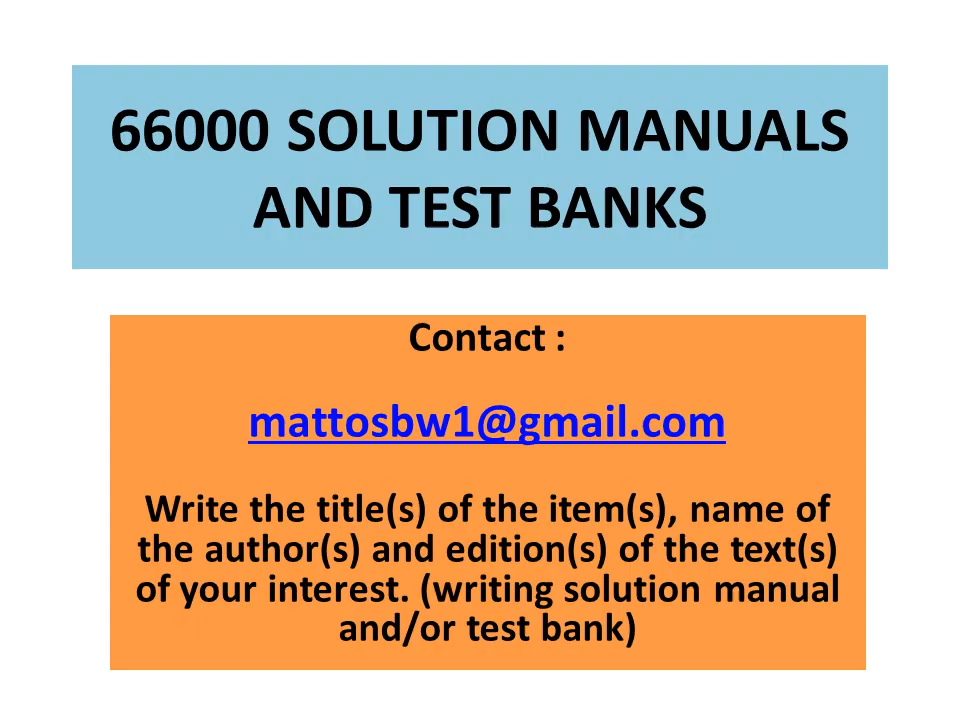 66000 SOLUTION MANUALS
AND TEST BANKS
Contact :
mattosbw1@gmail.com
Write the title(s) of the item(s), name of
the author(s) and edition(s) of the text(s)
of your interest. (writing solution manual
and/or test bank)